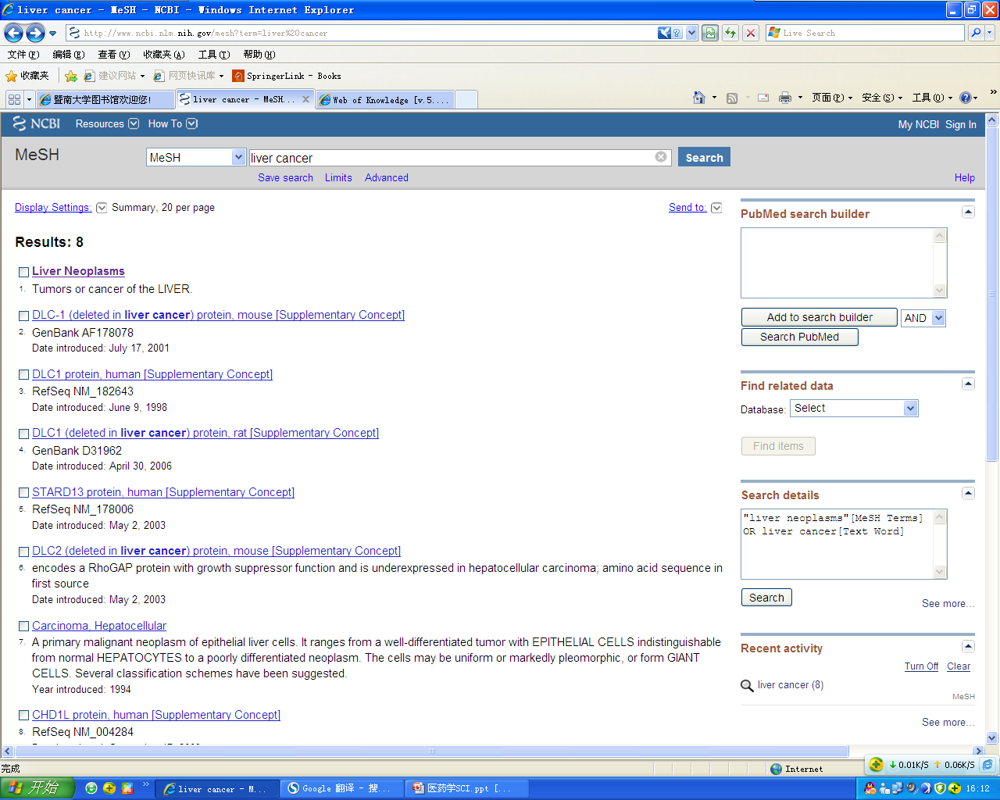 liver cancer - MeSH - NCBI - Windows Internet Explorer
http://www.ncbi.nlm.nih.gov/mesh?term=liver%20cancer
Live Search
文件(F) 编辑(E) 查看(V) 收藏夹(A) 工具(T) 帮助(H)
收藏夹 建议网站 网页快讯库 SpringerLink - Books
暨南大学图书馆欢迎您! liver cancer - MeSH... Web of Knowledge [v.5.... 页面(P) 安全(S) 工具(O) »
NCBI Resources How To My NCBI Sign In
MeSH MeSH liver cancer Search
Save search Limits Advanced Help
Display Settings: Summary, 20 per page Send to:
Results: 8
Liver Neoplasms
1. Tumors or cancer of the LIVER.
DLC-1 (deleted in liver cancer) protein, mouse [Supplementary Concept]
2. GenBank AF178078
Date introduced: July 17, 2001
DLC1 protein, human [Supplementary Concept]
3. RefSeq NM_182643
Date introduced: June 9, 1998
DLC1 (deleted in liver cancer) protein, rat [Supplementary Concept]
4. GenBank D31962
Date introduced: April 30, 2006
STARD13 protein, human [Supplementary Concept]
5. RefSeq NM_178006
Date introduced: May 2, 2003
DLC2 (deleted in liver cancer) protein, mouse [Supplementary Concept]
6. encodes a RhoGAP protein with growth suppressor function and is underexpressed in hepatocellular carcinoma; amino acid sequence in
first source
Date introduced: May 2, 2003
Carcinoma, Hepatocellular
7. A primary malignant neoplasm of epithelial liver cells. It ranges from a well-differentiated tumor with EPITHELIAL CELLS indistinguishable
from normal HEPATOCYTES to a poorly differentiated neoplasm. The cells may be uniform or markedly pleomorphic, or form GIANT
CELLS. Several classification schemes have been suggested.
Year introduced: 1994
CHD1L protein, human [Supplementary Concept]
8. RefSeq NM_004284
PubMed search builder
Add to search builder AND
Search PubMed
Find related data
Database: Select
Find items
Search details
"liver neoplasms"[MeSH Terms]
OR liver cancer[Text Word]
Search
See more...
Recent activity
Turn Off Clear
liver cancer (8)
MeSH
See more...
完成 Internet 0.01K/S 0.06K/S
开始 » liver cancer - M... Google 翻译 - 搜... 医药学SCI.ppt [... 16:12